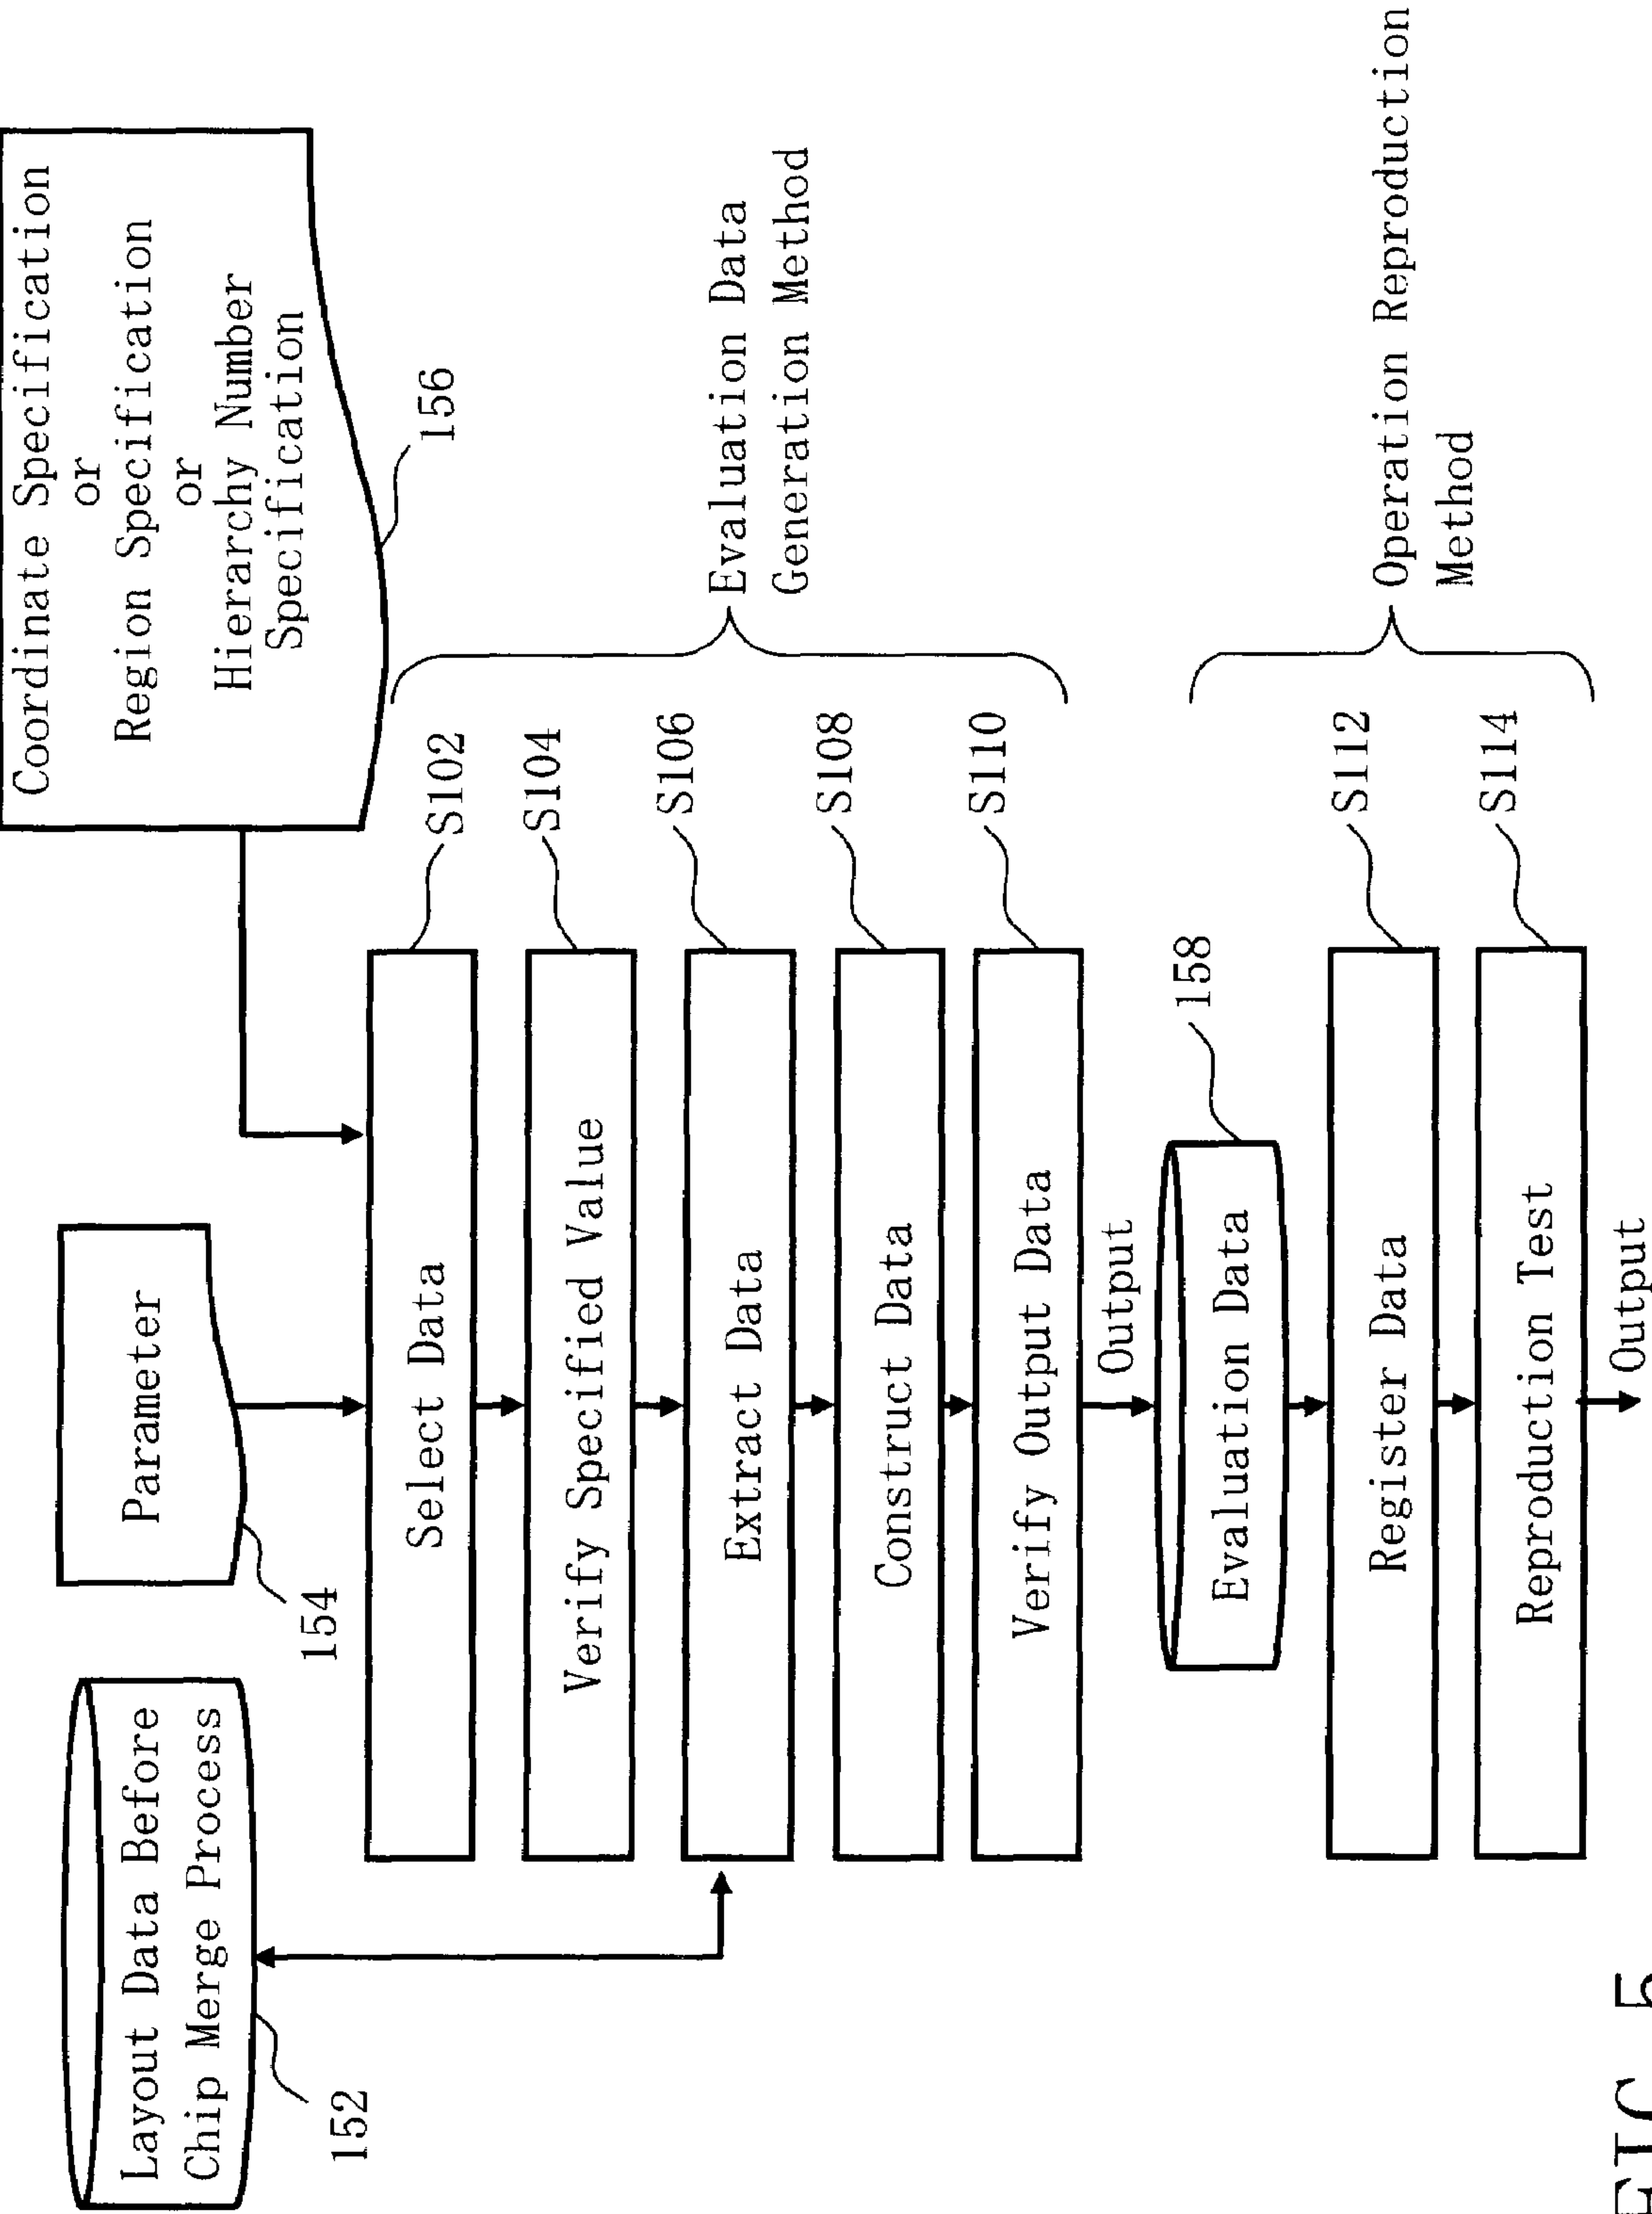 Coordinate Specification
or
Region Specification
or
Hierarchy Number
Specification
156
Parameter
154
Layout Data Before
Chip Merge Process
152
Select Data
S102
Verify Specified Value
S104
Extract Data
S106
Construct Data
S108
Verify Output Data
S110
Evaluation Data
Generation Method
Output
Evaluation Data
158
Register Data
S112
Reproduction Test
S114
Operation Reproduction
Method
Output
FIG. 5